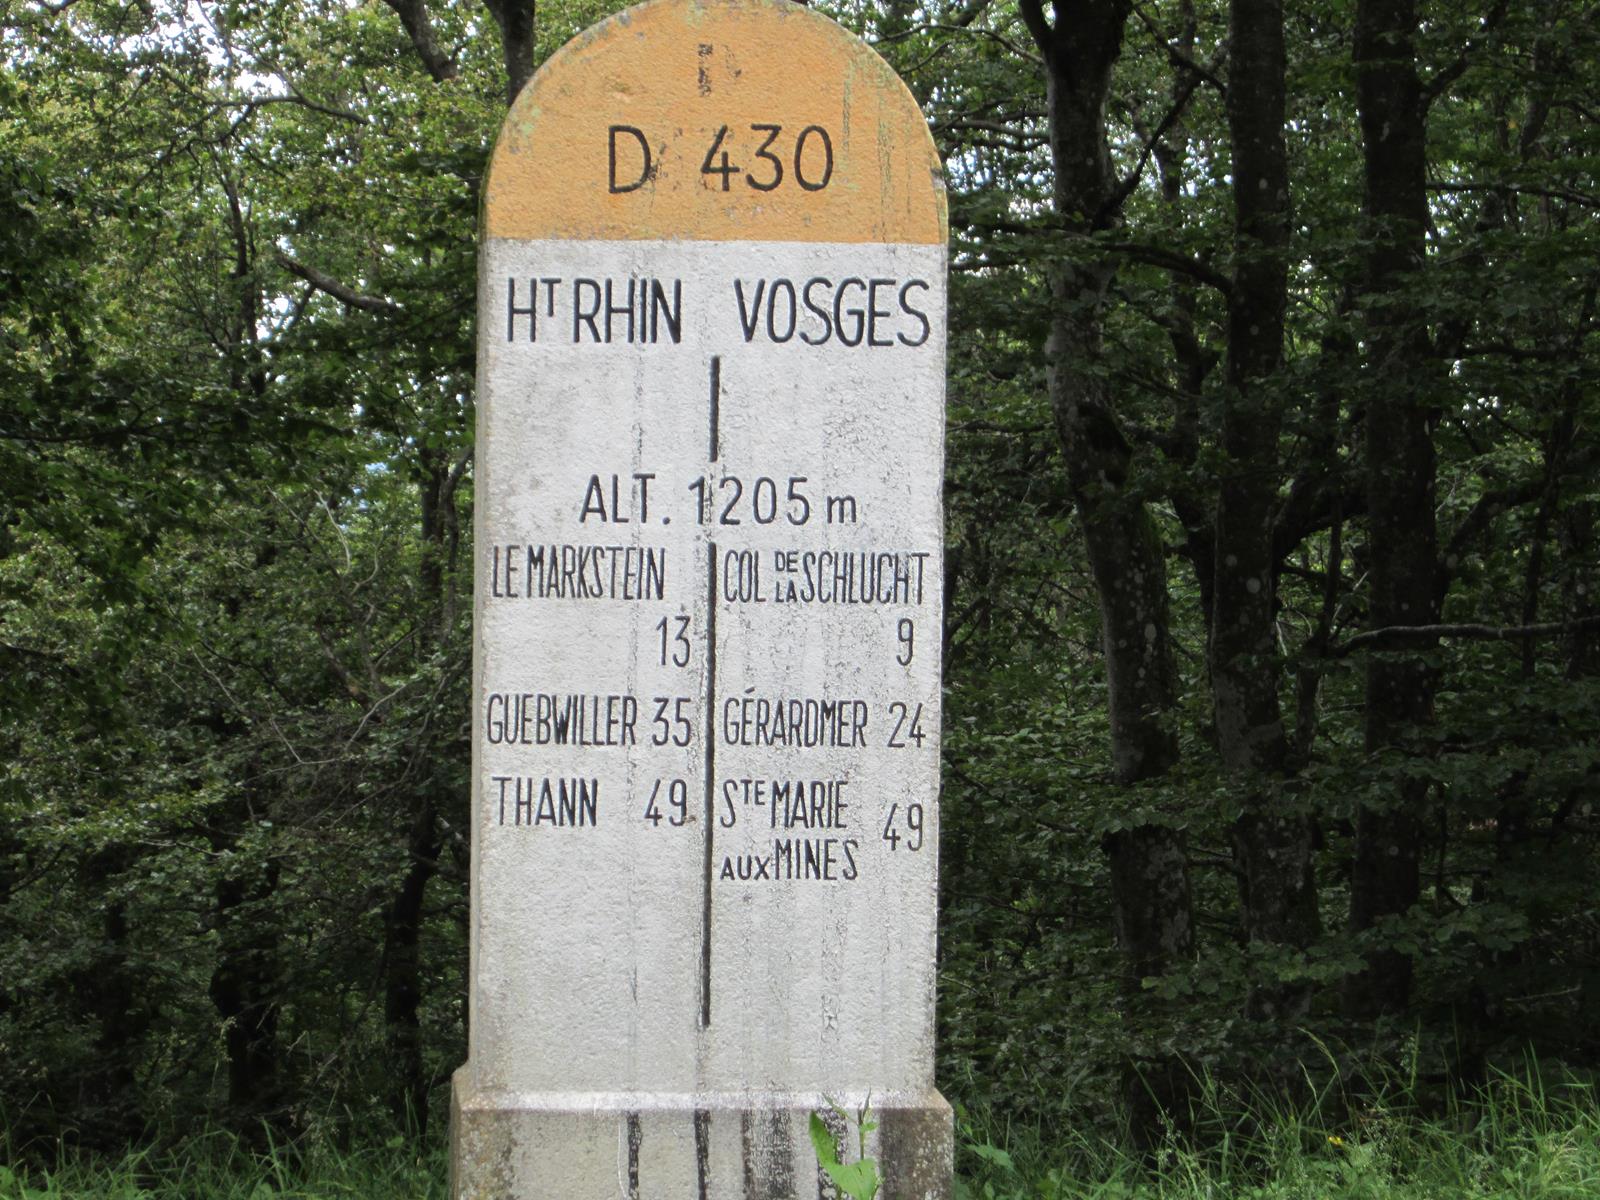 D 430
HT RHIN VOSGES
ALT. 1205 m
LE MARKSTEIN
13
GUEBWILLER 35
THANN 49
COL DE LA SCHLUCHT
9
GÉRARDMER 24
STE MARIE
AUX MINES 49